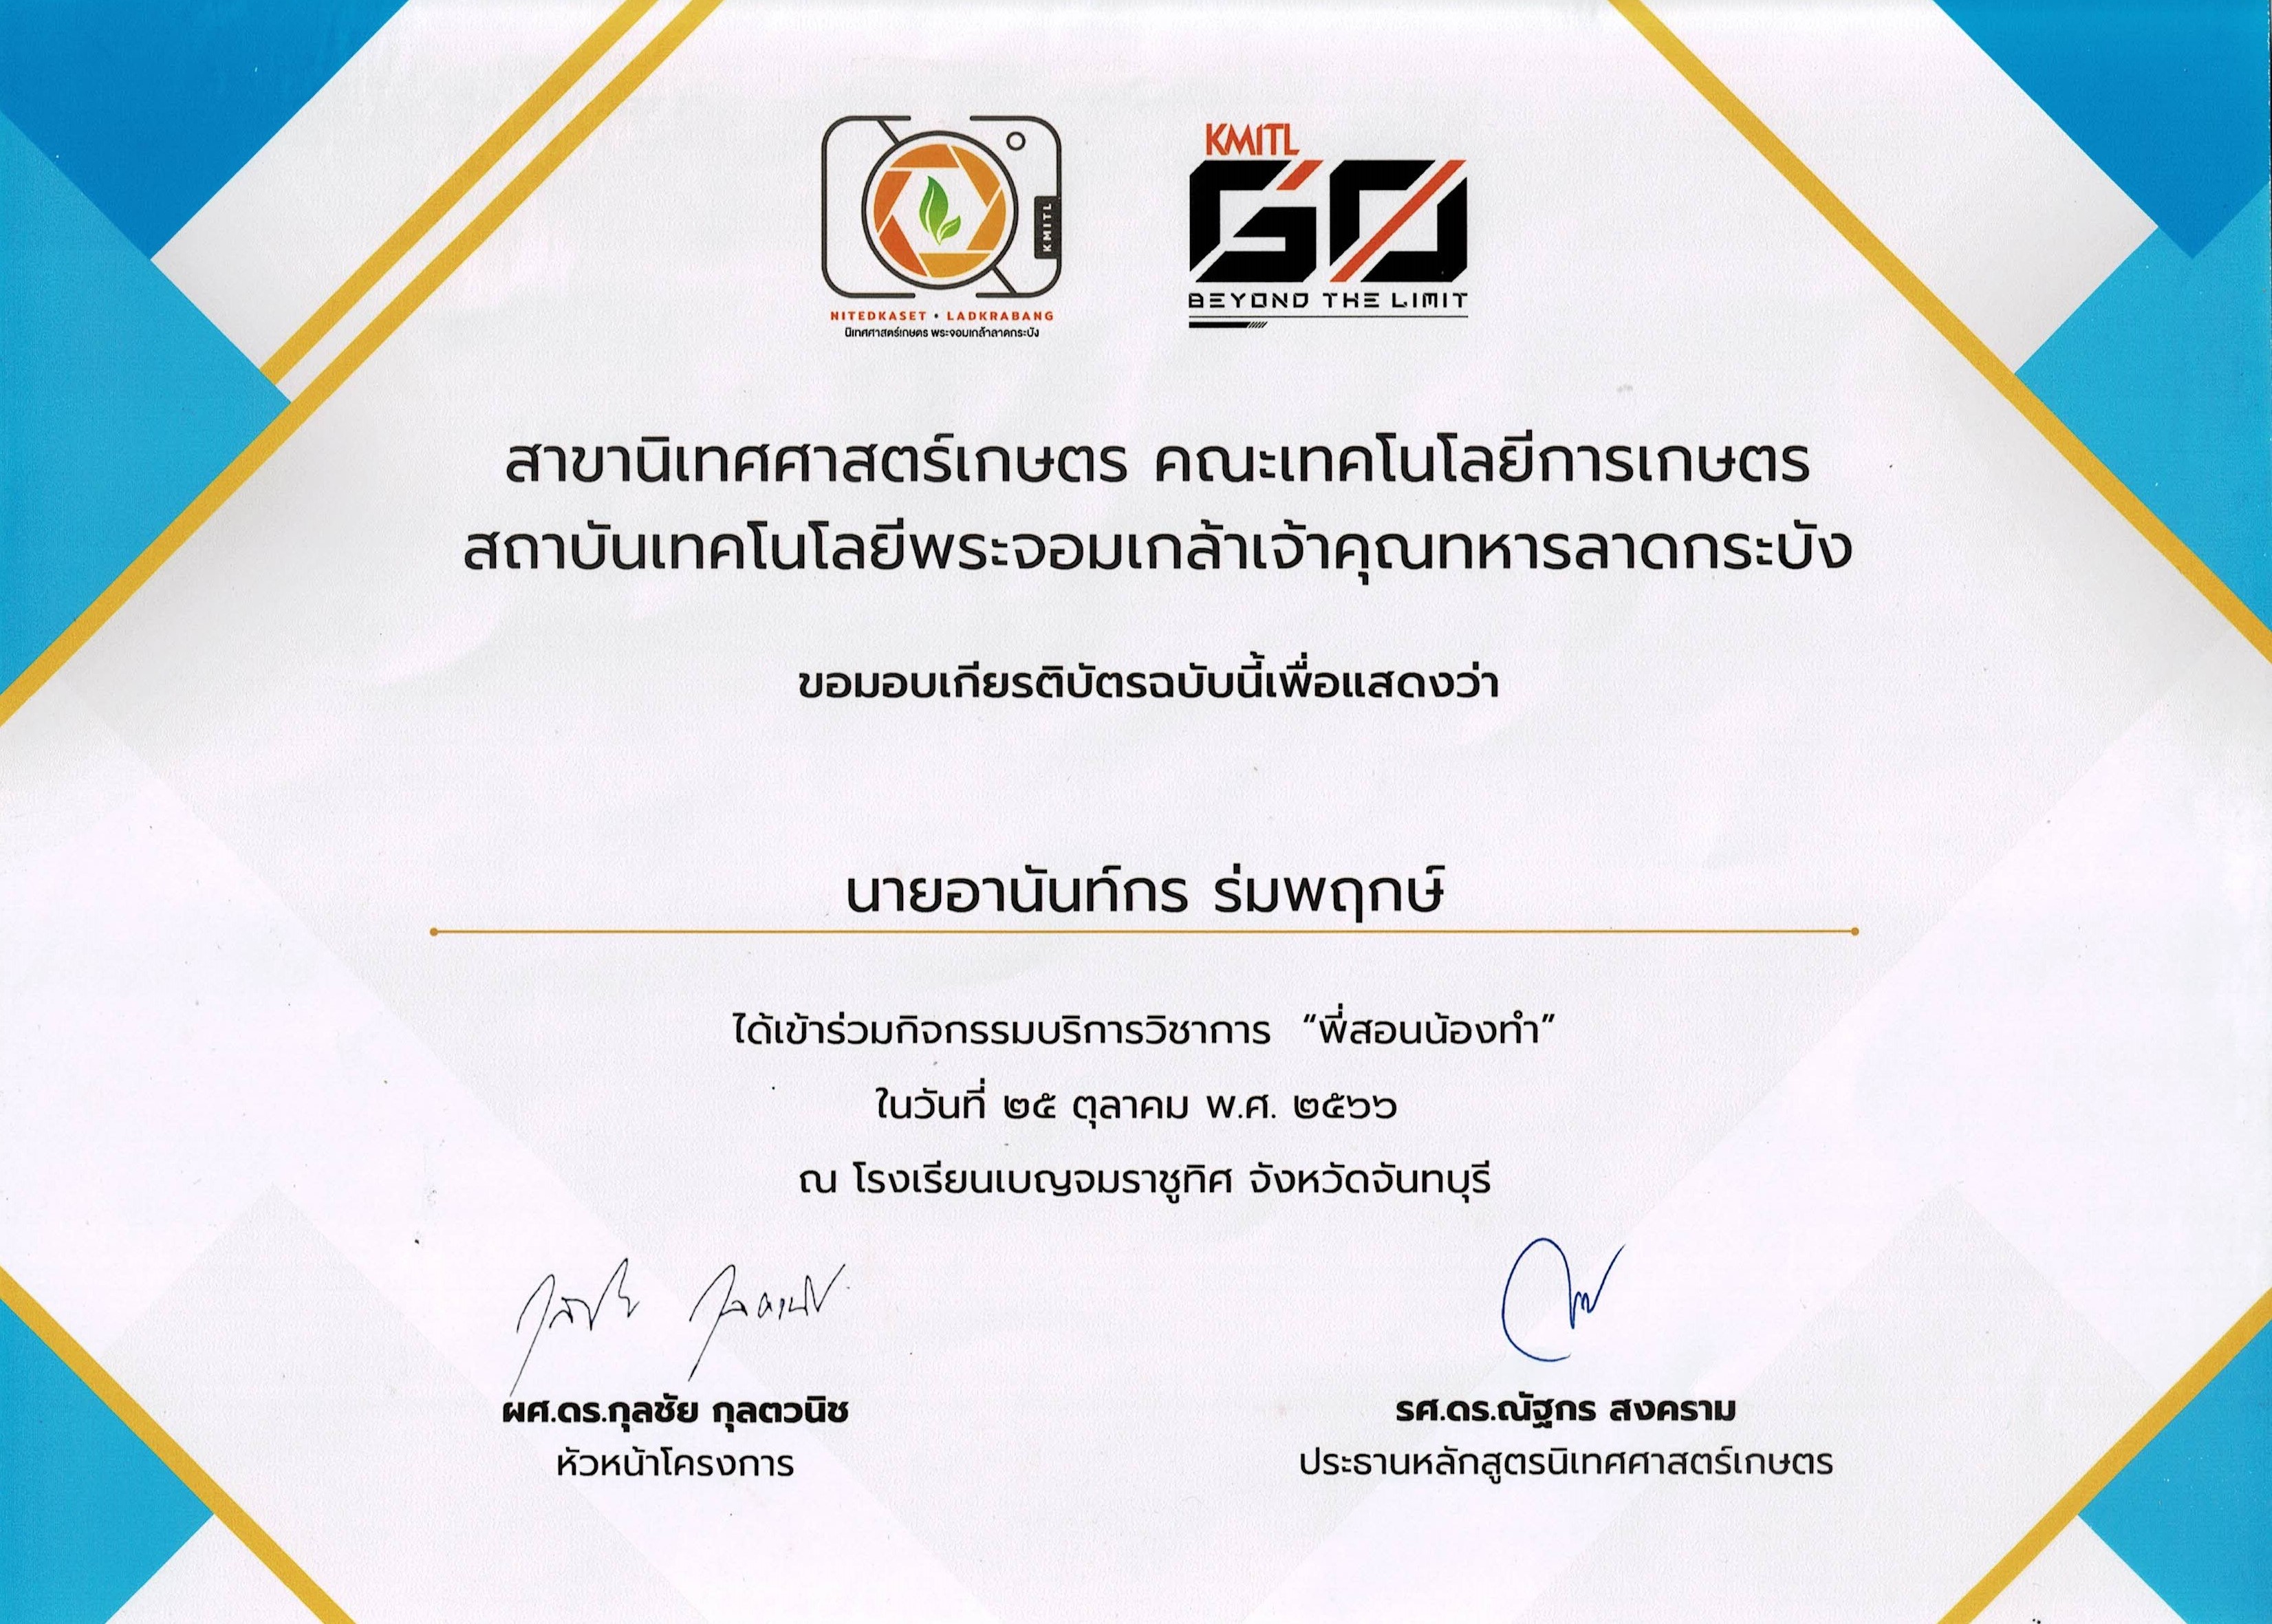 KMITL
NITEDKASET • LADKRABANG
นิเทศศาสตร์เกษตร พระจอมเกล้าลาดกระบัง
KMITL
GO
BEYOND THE LIMIT
สาขานิเทศศาสตร์เกษตร คณะเทคโนโลยีการเกษตร
สถาบันเทคโนโลยีพระจอมเกล้าเจ้าคุณทหารลาดกระบัง
ขอมอบเกียรติบัตรฉบับนี้เพื่อแสดงว่า
นายอานันท์กร ร่มพฤกษ์
ได้เข้าร่วมกิจกรรมบริการวิชาการ “พี่สอนน้องทำ”
ในวันที่ ๒๕ ตุลาคม พ.ศ. ๒๕๖๖
ณ โรงเรียนเบญจมราชูทิศ จังหวัดจันทบุรี
กุลชัย กุลตวนิช
ผศ.ดร.กุลชัย กุลตวนิช
หัวหน้าโครงการ
รศ.ดร.ณัฐกร สงคราม
ประธานหลักสูตรนิเทศศาสตร์เกษตร